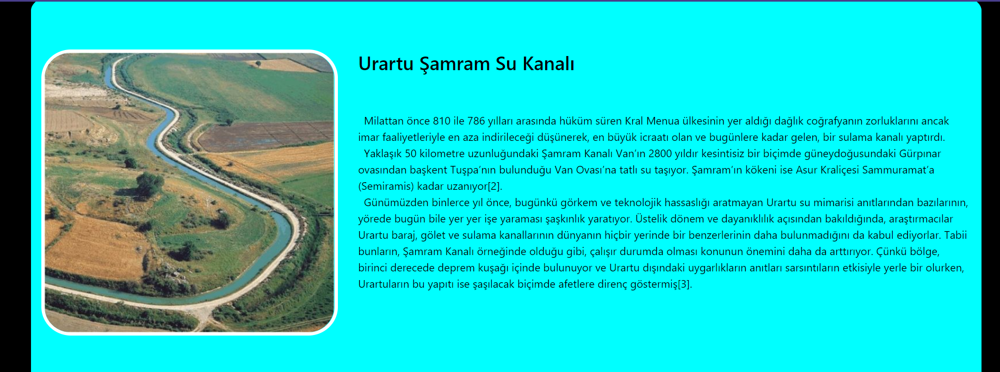 Urartu Şamram Su Kanalı
Milattan önce 810 ile 786 yılları arasında hüküm süren Kral Menua ülkesinin yer aldığı dağlık coğrafyanın zorluklarını ancak
imar faaliyetleriyle en aza indirileceği düşünerek, en büyük icraatı olan ve bugünlere kadar gelen, bir sulama kanalı yaptırdı.
Yaklaşık 50 kilometre uzunluğundaki Şamram Kanalı Van’ın 2800 yıldır kesintisiz bir biçimde güneydoğusundaki Gürpınar
ovasından başkent Tuşpa’nın bulunduğu Van Ovası’na tatlı su taşıyor. Şamram’ın kökeni ise Asur Kraliçesi Sammuramat’a
(Semiramis) kadar uzanıyor[2].
Günümüzden binlerce yıl önce, bugünkü görkem ve teknolojik hassaslığı aratmayan Urartu su mimarisi anıtlarından bazılarının,
yörede bugün bile yer yer işe yaraması şaşkınlık yaratıyor. Üstelik dönem ve dayanıklılık açısından bakıldığında, araştırmacılar
Urartu baraj, gölet ve sulama kanallarının dünyanın hiçbir yerinde bir benzerlerinin daha bulunmadığını da kabul ediyorlar. Tabii
bunların, Şamram Kanalı örneğinde olduğu gibi, çalışır durumda olması konunun önemini daha da arttırıyor. Çünkü bölge,
birinci derecede deprem kuşağı içinde bulunuyor ve Urartu dışındaki uygarlıkların anıtları sarsıntıların etkisiyle yerle bir olurken,
Urartuların bu yapıtı ise şaşılacak biçimde afetlere direnç göstermiş[3].